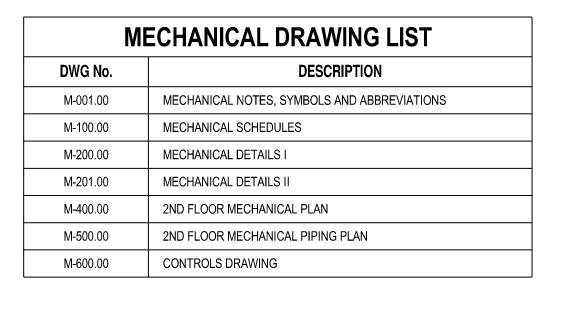 MECHANICAL DRAWING LIST
DWG No. DESCRIPTION
M-001.00 MECHANICAL NOTES, SYMBOLS AND ABBREVIATIONS
M-100.00 MECHANICAL SCHEDULES
M-200.00 MECHANICAL DETAILS I
M-201.00 MECHANICAL DETAILS II
M-400.00 2ND FLOOR MECHANICAL PLAN
M-500.00 2ND FLOOR MECHANICAL PIPING PLAN
M-600.00 CONTROLS DRAWING